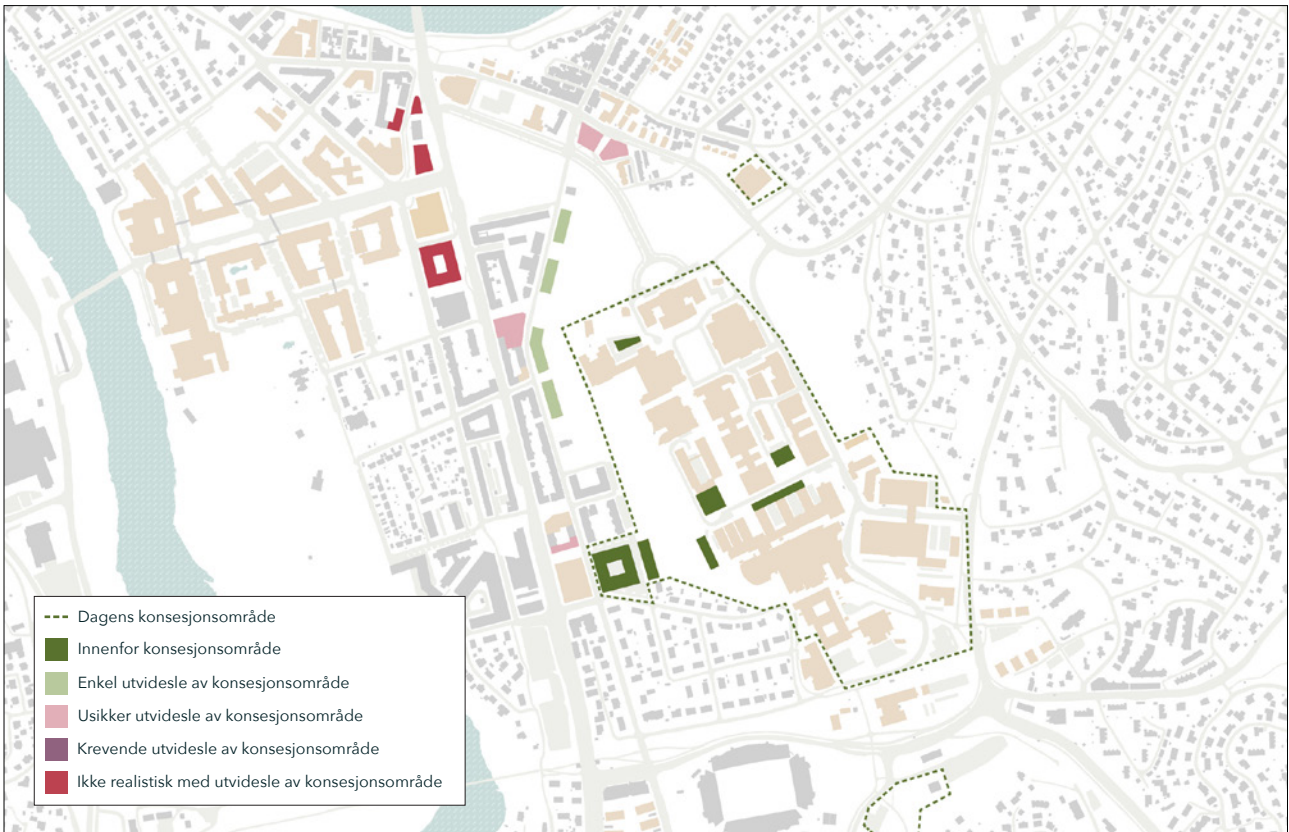 Dagens konsesjonsområde
Innenfor konsesjonsområde
Enkel utvidesle av konsesjonsområde
Usikker utvidesle av konsesjonsområde
Krevende utvidesle av konsesjonsområde
Ikke realistisk med utvidesle av konsesjonsområde